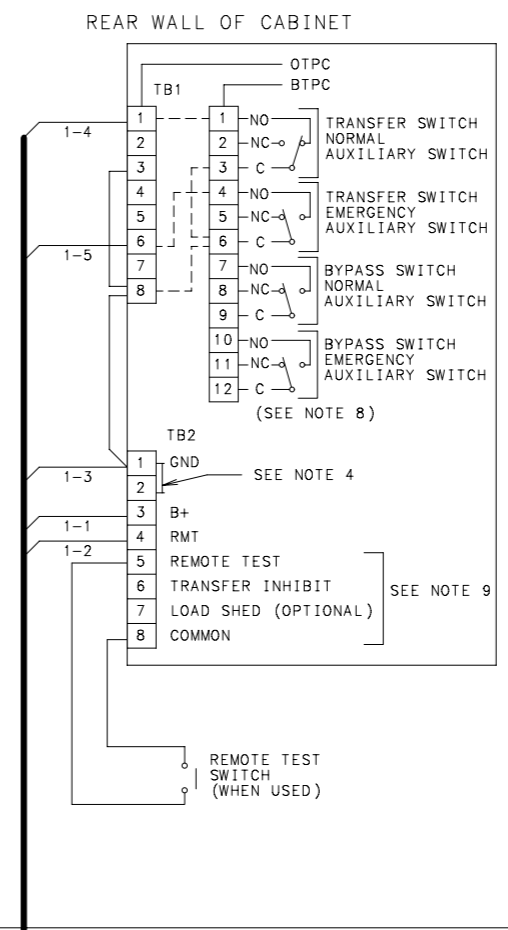 REAR WALL OF CABINET
OTPC
BTPC
TB1
1
2
3
4
5
6
7
8
1-4
1-5
1
2
3
4
5
6
7
8
9
10
11
12
NO
NC
C
TRANSFER SWITCH
NORMAL
AUXILIARY SWITCH
NO
NC
C
TRANSFER SWITCH
EMERGENCY
AUXILIARY SWITCH
NO
NC
C
BYPASS SWITCH
NORMAL
AUXILIARY SWITCH
NO
NC
C
BYPASS SWITCH
EMERGENCY
AUXILIARY SWITCH
(SEE NOTE 8)
TB2
1 GND
2
SEE NOTE 4
3 B+
4 RMT
5 REMOTE TEST
6 TRANSFER INHIBIT
7 LOAD SHED (OPTIONAL)
8 COMMON
SEE NOTE 9
1-3
1-1
1-2
REMOTE TEST
SWITCH
(WHEN USED)